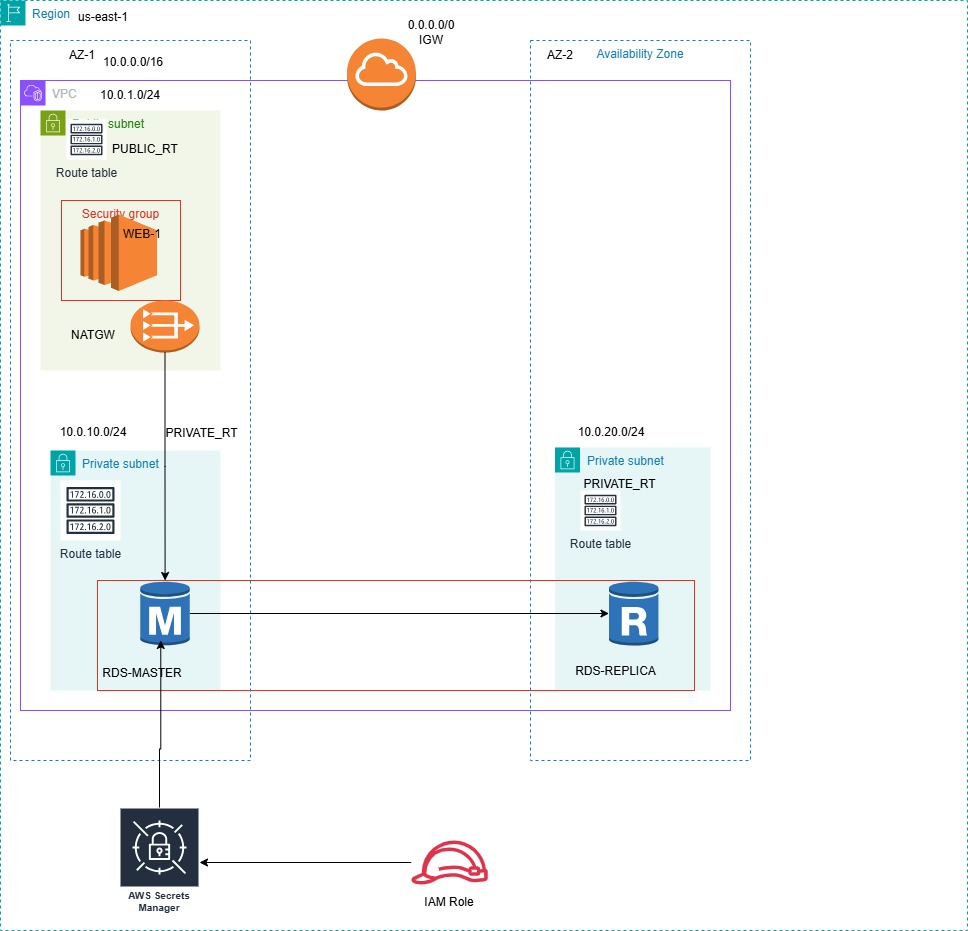 Region us-east-1
0.0.0.0/0
IGW
AZ-1
10.0.0.0/16
AZ-2 Availability Zone
VPC 10.0.1.0/24
subnet
172.16.0.0
172.16.1.0
172.16.2.0
PUBLIC_RT
Route table
Security group
WEB-1
NATGW
10.0.10.0/24
PRIVATE_RT
10.0.20.0/24
Private subnet
172.16.0.0
172.16.1.0
172.16.2.0
Route table
Private subnet
PRIVATE_RT
172.16.0.0
172.16.1.0
172.16.2.0
Route table
M
R
RDS-MASTER
RDS-REPLICA
AWS Secrets
Manager
IAM Role